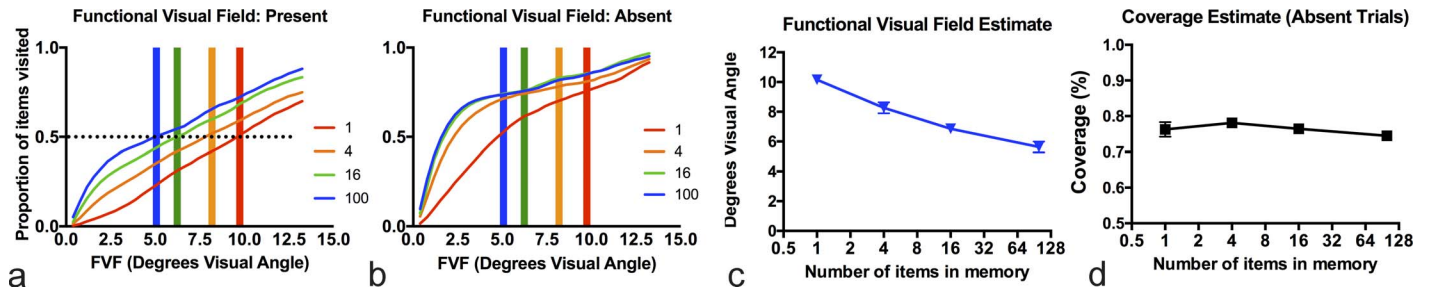 Functional Visual Field: Present
Proportion of items visited
1.0
0.5
0.0
0.0 2.5 5.0 7.5 10.0 12.5 15.0
FVF (Degrees Visual Angle)
1
4
16
100
a
Functional Visual Field: Absent
1.0
0.5
0.0
0.0 2.5 5.0 7.5 10.0 12.5 15.0
FVF (Degrees Visual Angle)
1
4
16
100
b
Functional Visual Field Estimate
Degrees Visual Angle
12
10
8
6
4
2
0
0.5 1 2 4 8 16 32 64 128
Number of items in memory
c
Coverage Estimate (Absent Trials)
Coverage (%)
1.0
0.9
0.8
0.7
0.6
0.5
0.5 1 2 4 8 16 32 64 128
Number of items in memory
d